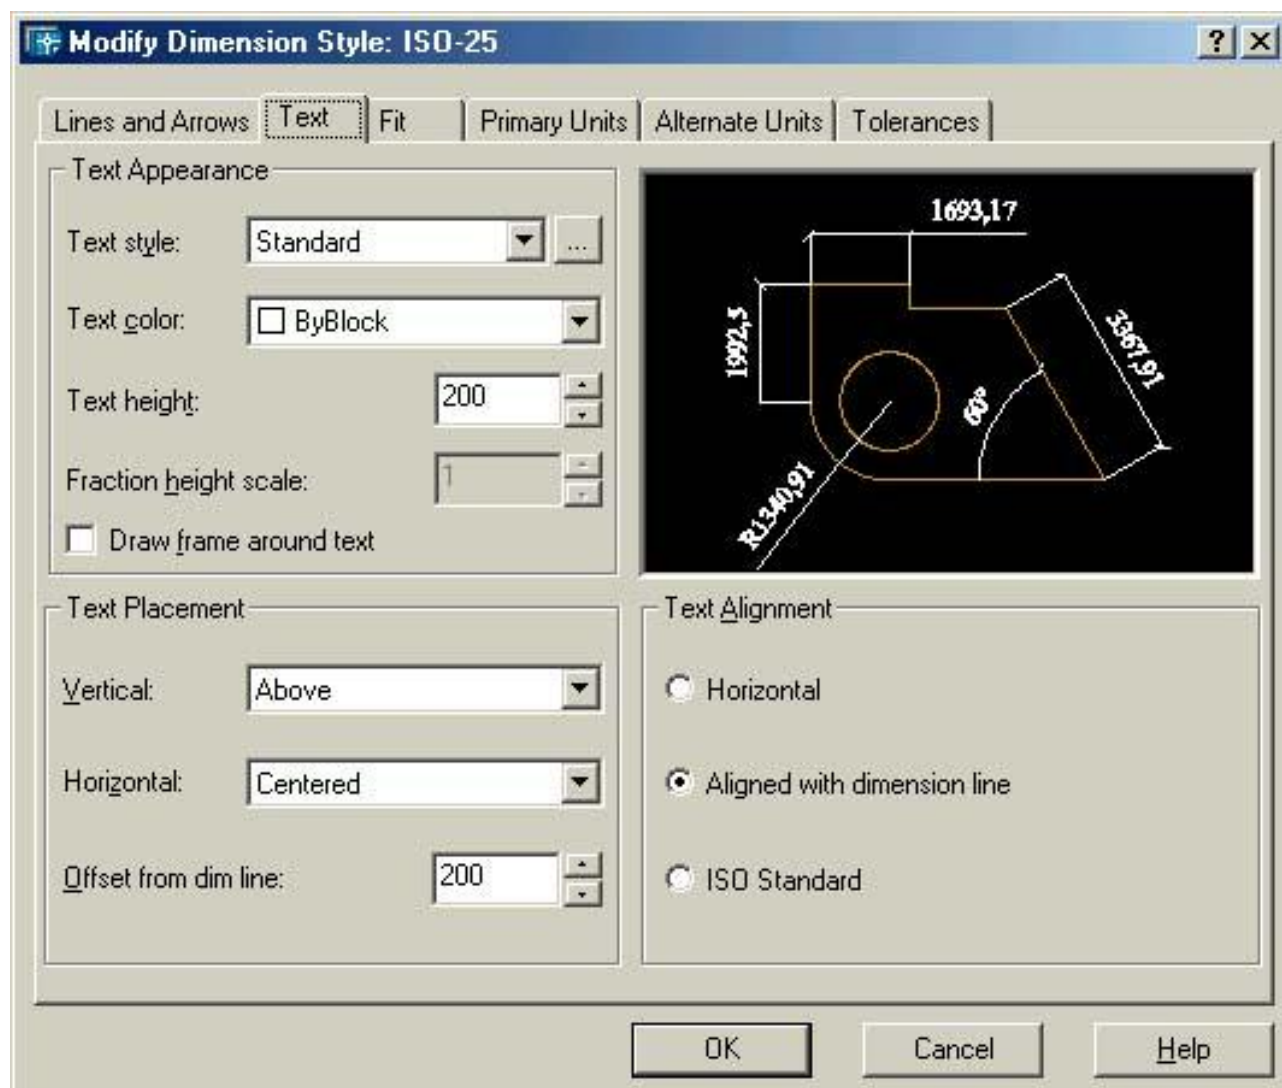 Modify Dimension Style: ISO-25
Lines and Arrows Text Fit Primary Units Alternate Units Tolerances
Text Appearance
Text style: Standard ...
Text color: ByBlock
Text height: 200
Fraction height scale: 1
Draw frame around text
1693,17
1992,5
3367,91
60°
R1340,91
Text Placement
Vertical: Above
Horizontal: Centered
Offset from dim line: 200
Text Alignment
Horizontal
Aligned with dimension line
ISO Standard
OK Cancel Help